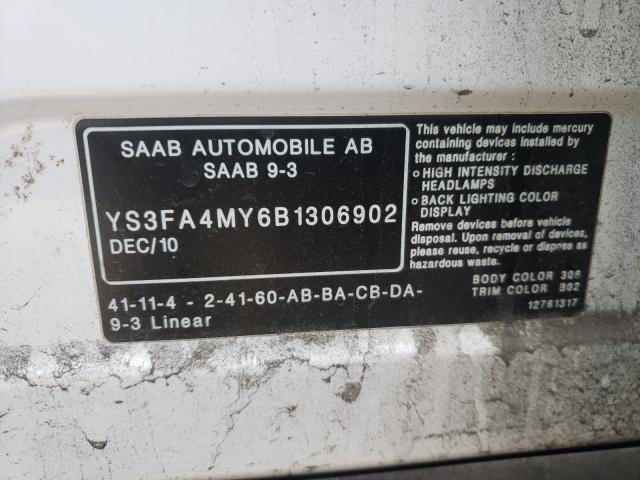 SAAB AUTOMOBILE AB
SAAB 9-3
YS3FA4MY6B1306902
DEC/10
41-11-4 - 2-41-60-AB-BA-CB-DA-
9-3 Linear
This vehicle may include mercury
containing devices installed by
the manufacturer :
o HIGH INTENSITY DISCHARGE
HEADLAMPS
o BACK LIGHTING COLOR
DISPLAY
Remove devices before vehicle
disposal. Upon removal of devices,
please reuse, recycle or dispose as
hazardous waste.
BODY COLOR 306
TRIM COLOR B02
12781317